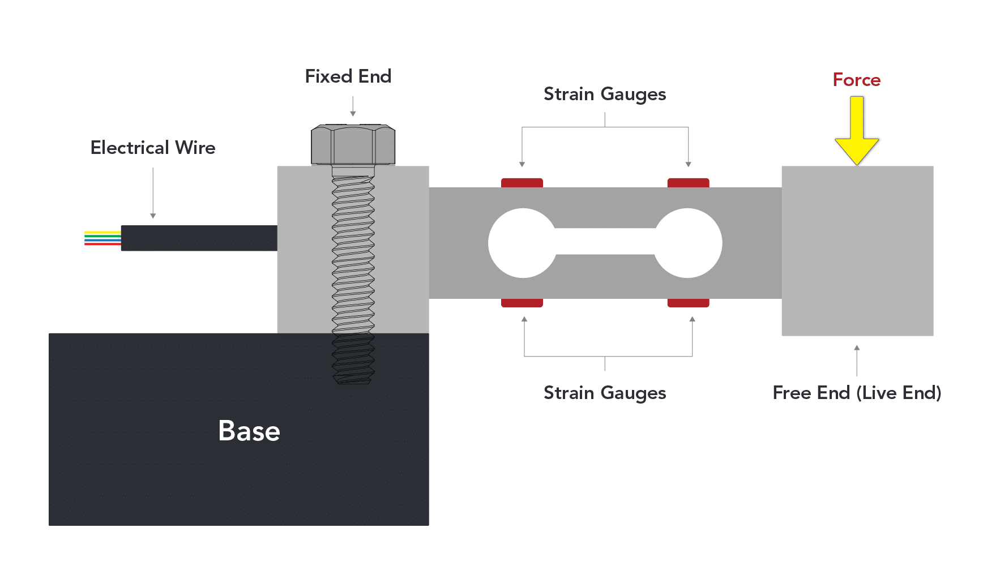 Fixed End
Force
Strain Gauges
Electrical Wire
Strain Gauges
Free End (Live End)
Base